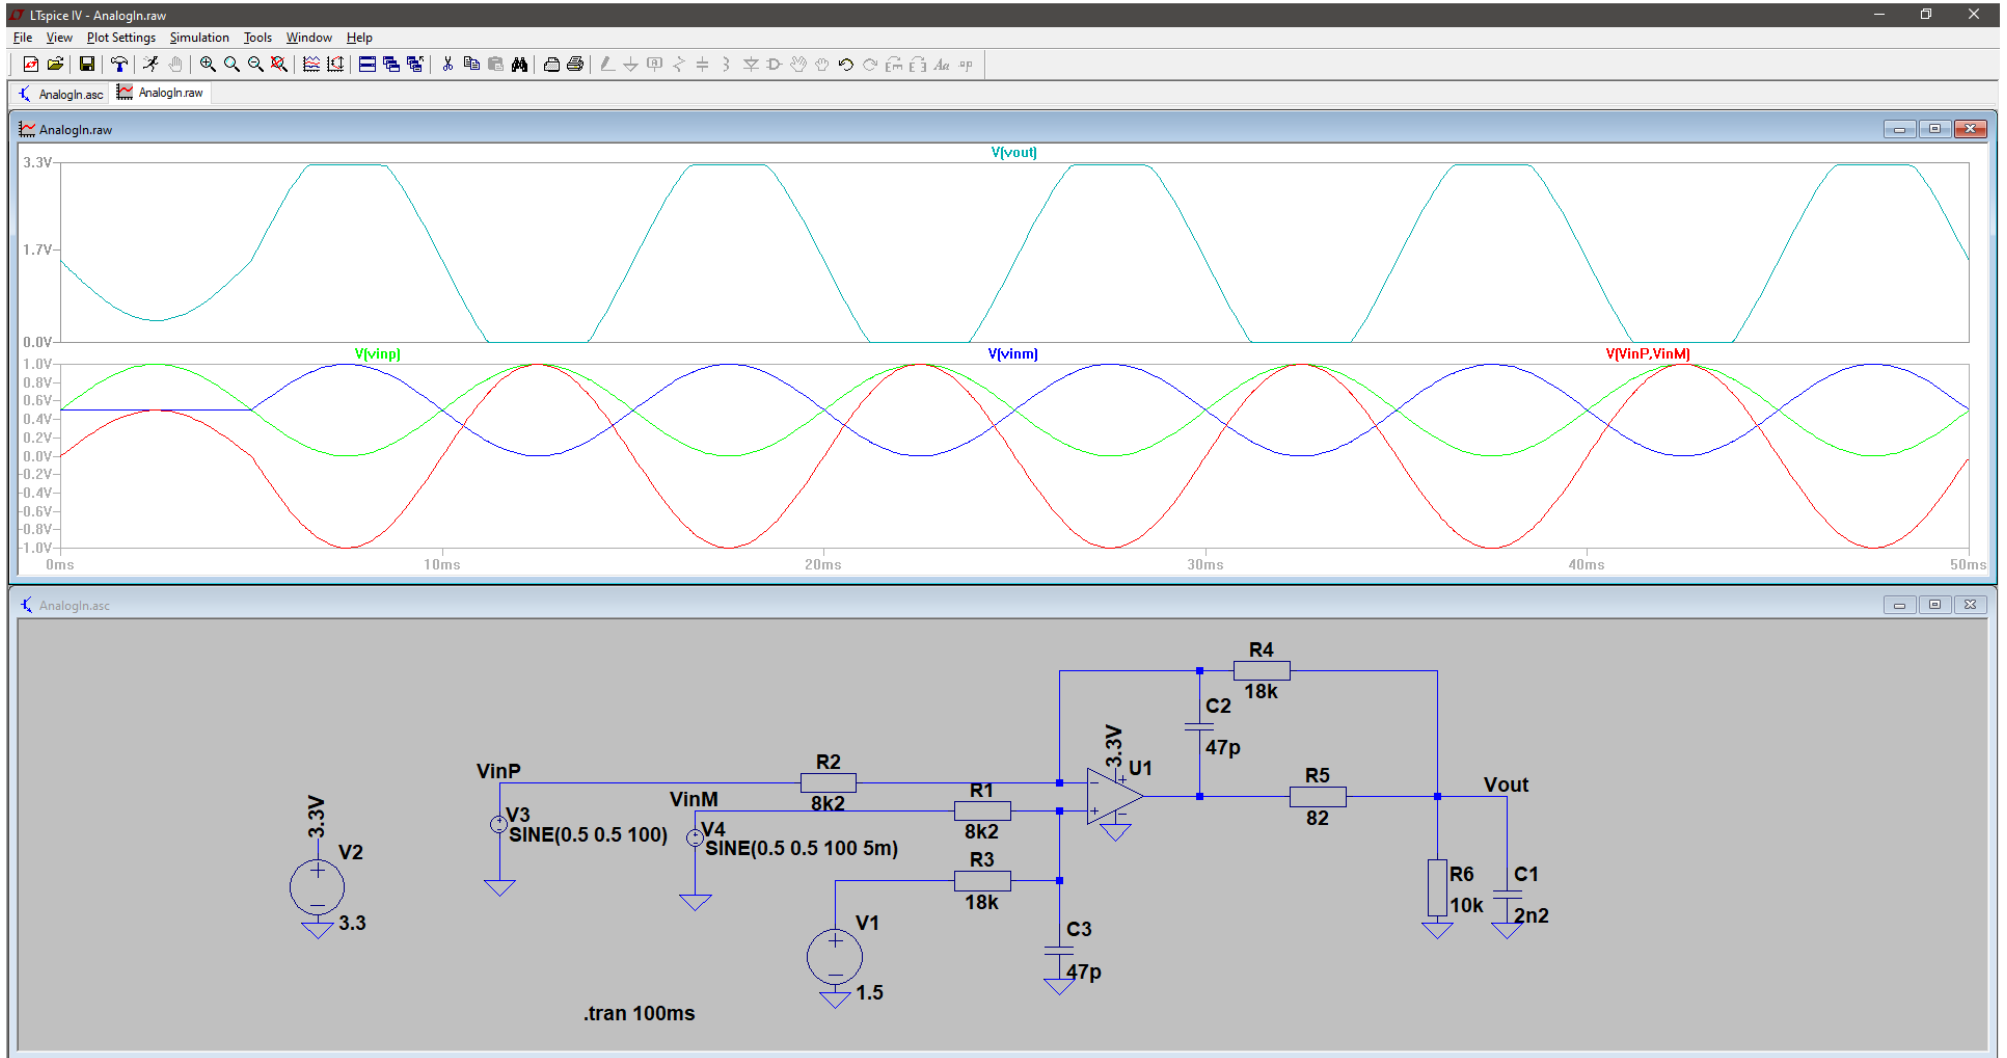 LTspice IV - AnalogIn.raw
File View Plot Settings Simulation Tools Window Help
AnalogIn.asc AnalogIn.raw
AnalogIn.raw
V(vout)
3.3V
1.7V
0.0V
V(vinp) V(vinm) V(VinP,VinM)
1.0V
0.8V
0.6V
0.4V
0.2V
0.0V
-0.2V
-0.4V
-0.6V
-0.8V
-1.0V
0ms 10ms 20ms 30ms 40ms 50ms
AnalogIn.asc
R4
18k
C2
47p
3.3V
U1
VinP
R2
8k2
R5
82
Vout
VinM
R1
8k2
V3
SINE(0.5 0.5 100)
V4
SINE(0.5 0.5 100 5m)
3.3V
V2
3.3
R3
18k
R6
10k
C1
2n2
V1
1.5
C3
47p
.tran 100ms